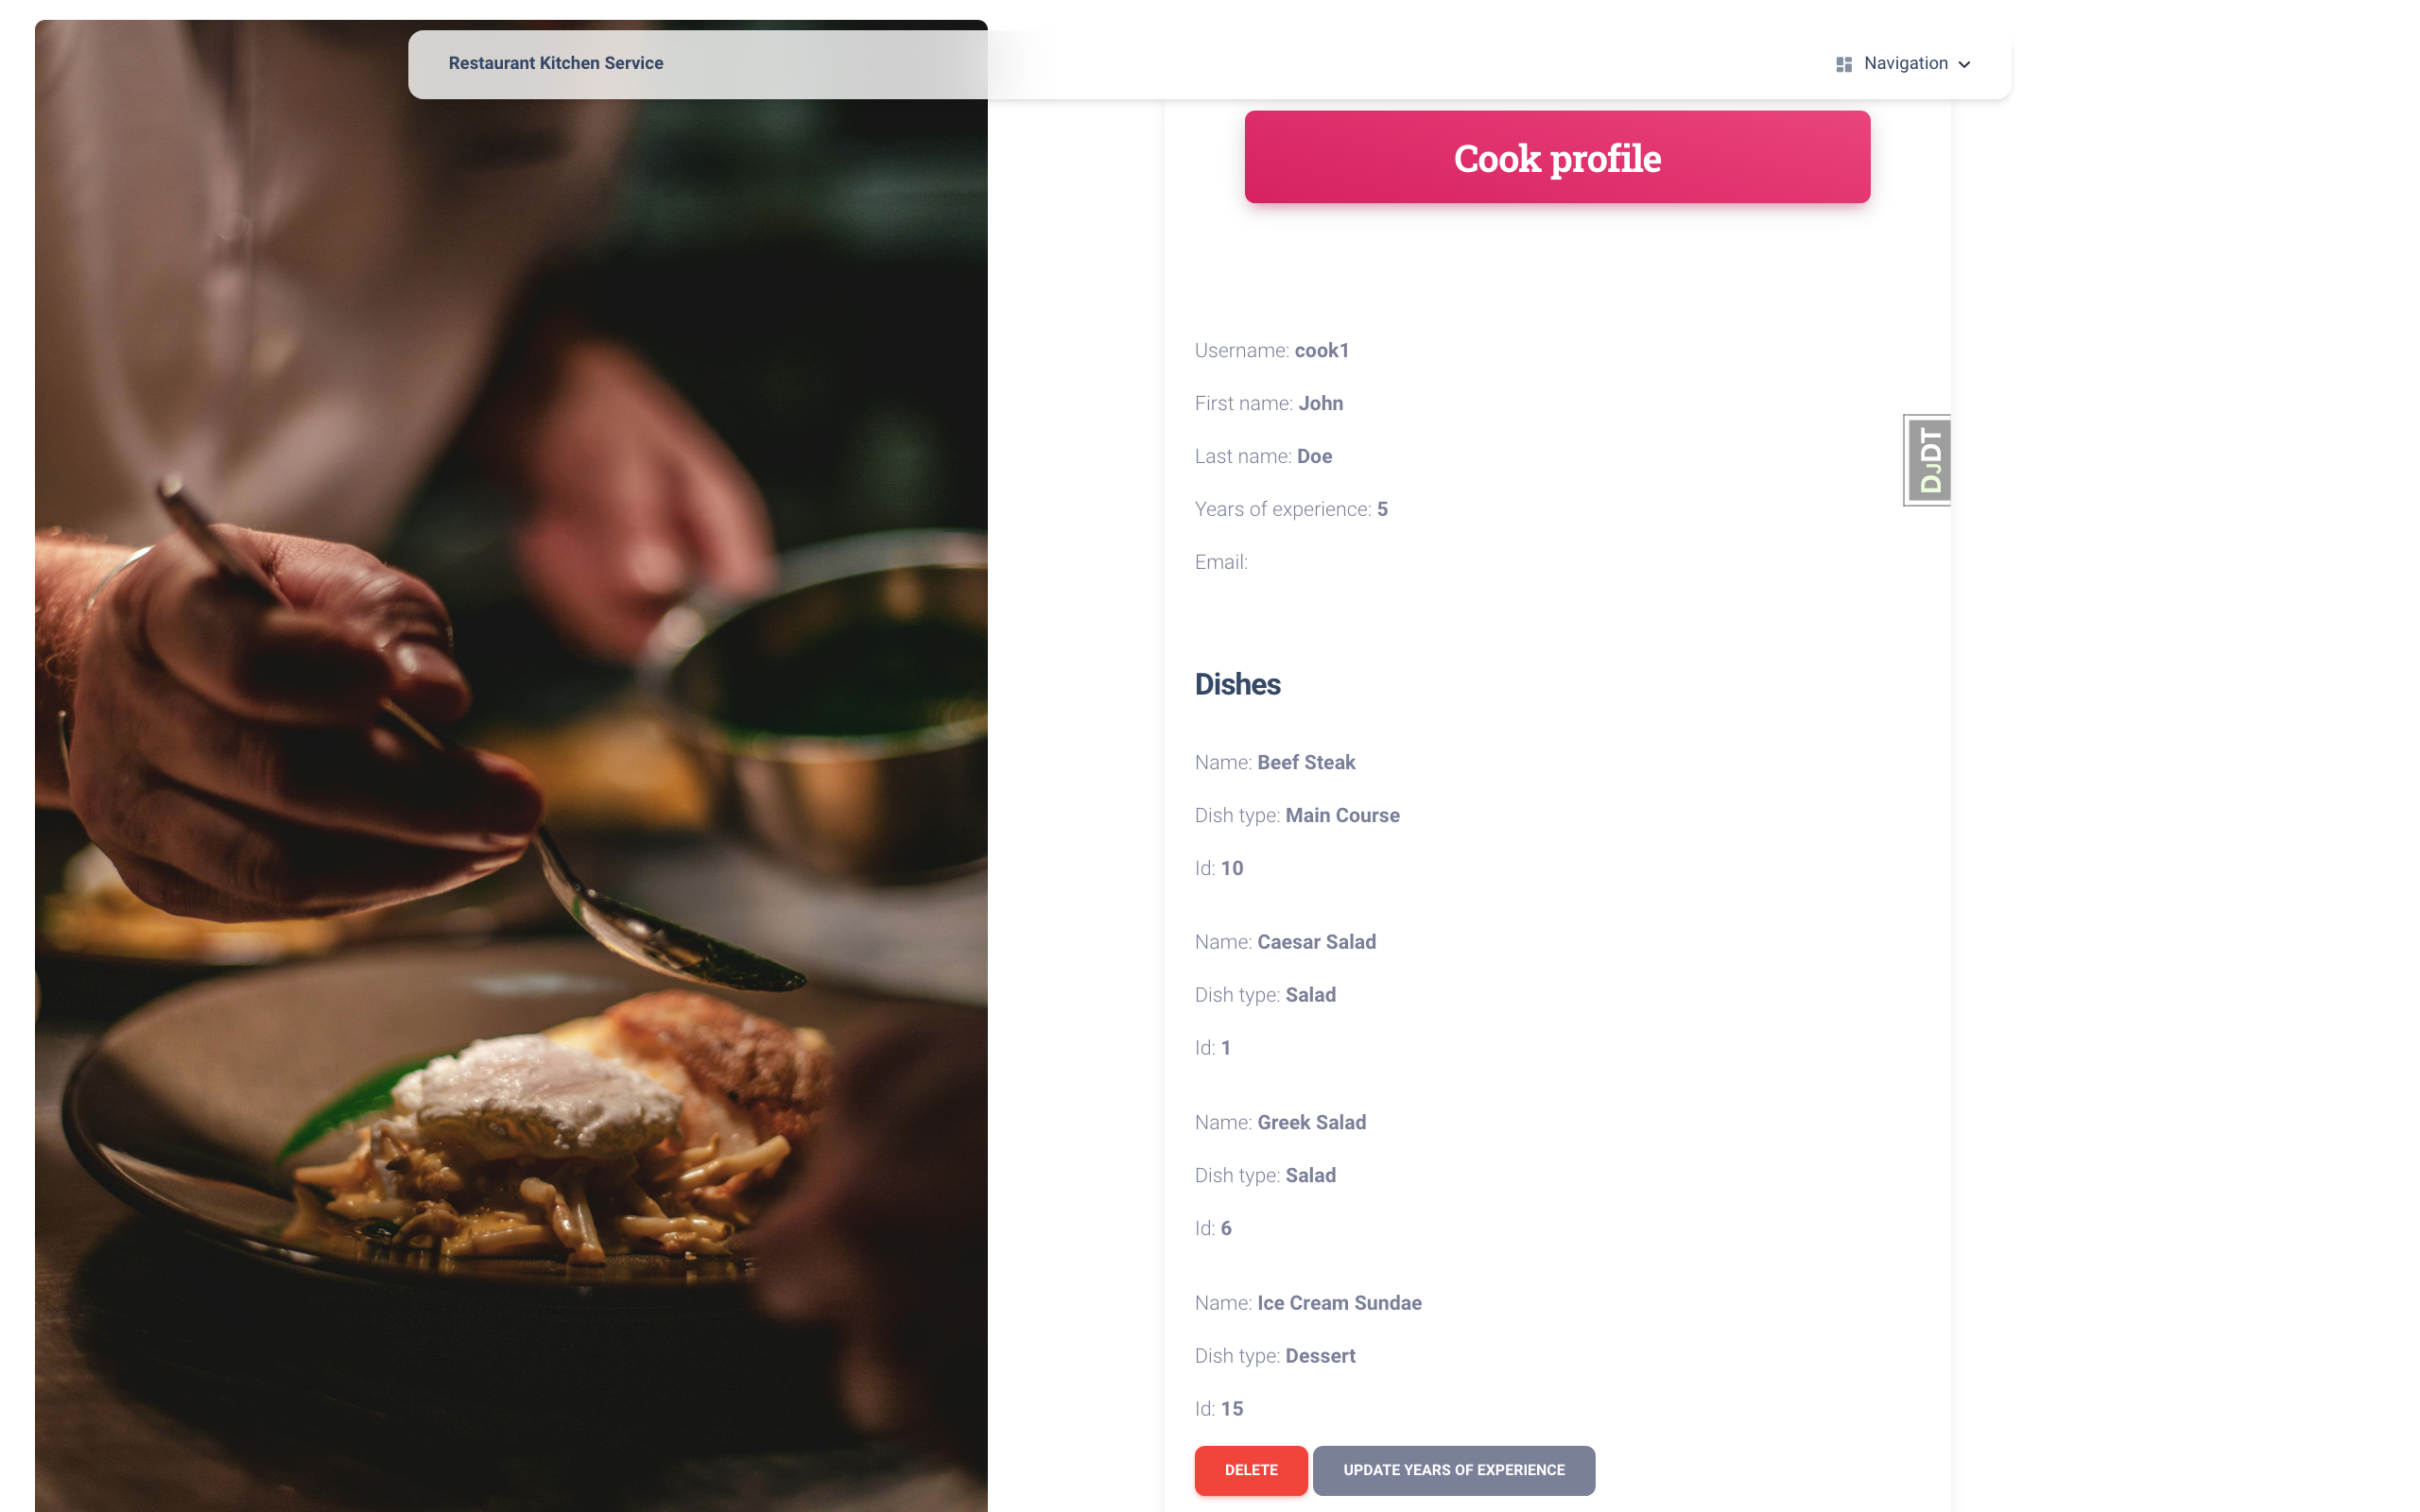 Restaurant Kitchen Service
Navigation
Cook profile
Username: cook1
First name: John
Last name: Doe
Years of experience: 5
Email:
DJDT
Dishes
Name: Beef Steak
Dish type: Main Course
Id: 10
Name: Caesar Salad
Dish type: Salad
Id: 1
Name: Greek Salad
Dish type: Salad
Id: 6
Name: Ice Cream Sundae
Dish type: Dessert
Id: 15
DELETE
UPDATE YEARS OF EXPERIENCE